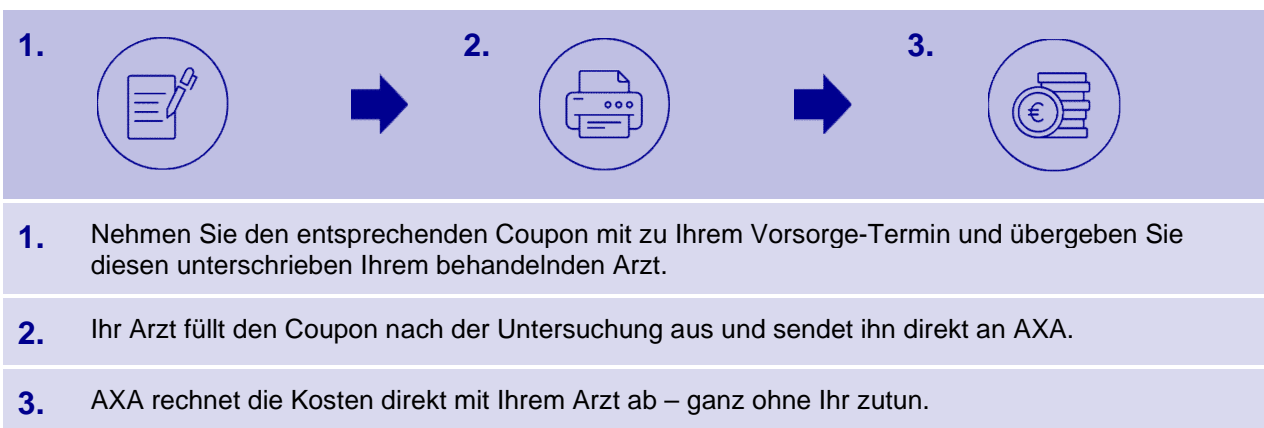 1.
2.
3.
€
1. Nehmen Sie den entsprechenden Coupon mit zu Ihrem Vorsorge-Termin und übergeben Sie
diesen unterschrieben Ihrem behandelnden Arzt.
2. Ihr Arzt füllt den Coupon nach der Untersuchung aus und sendet ihn direkt an AXA.
3. AXA rechnet die Kosten direkt mit Ihrem Arzt ab – ganz ohne Ihr zutun.